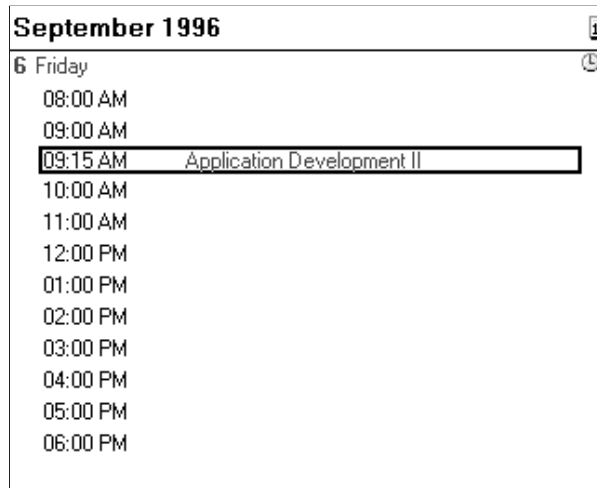 September 1996
6 Friday
08:00 AM
09:00 AM
09:15 AM Application Development II
10:00 AM
11:00 AM
12:00 PM
01:00 PM
02:00 PM
03:00 PM
04:00 PM
05:00 PM
06:00 PM